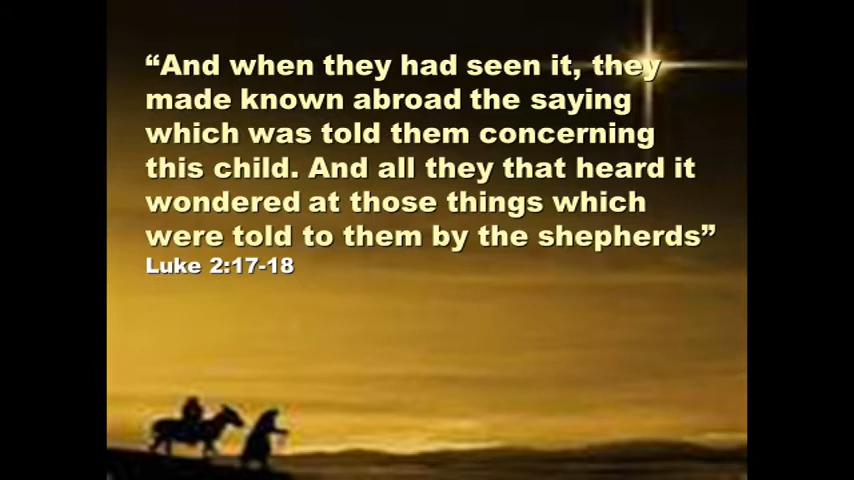 “And when they had seen it, they
made known abroad the saying
which was told them concerning
this child. And all they that heard it
wondered at those things which
were told to them by the shepherds”
Luke 2:17-18